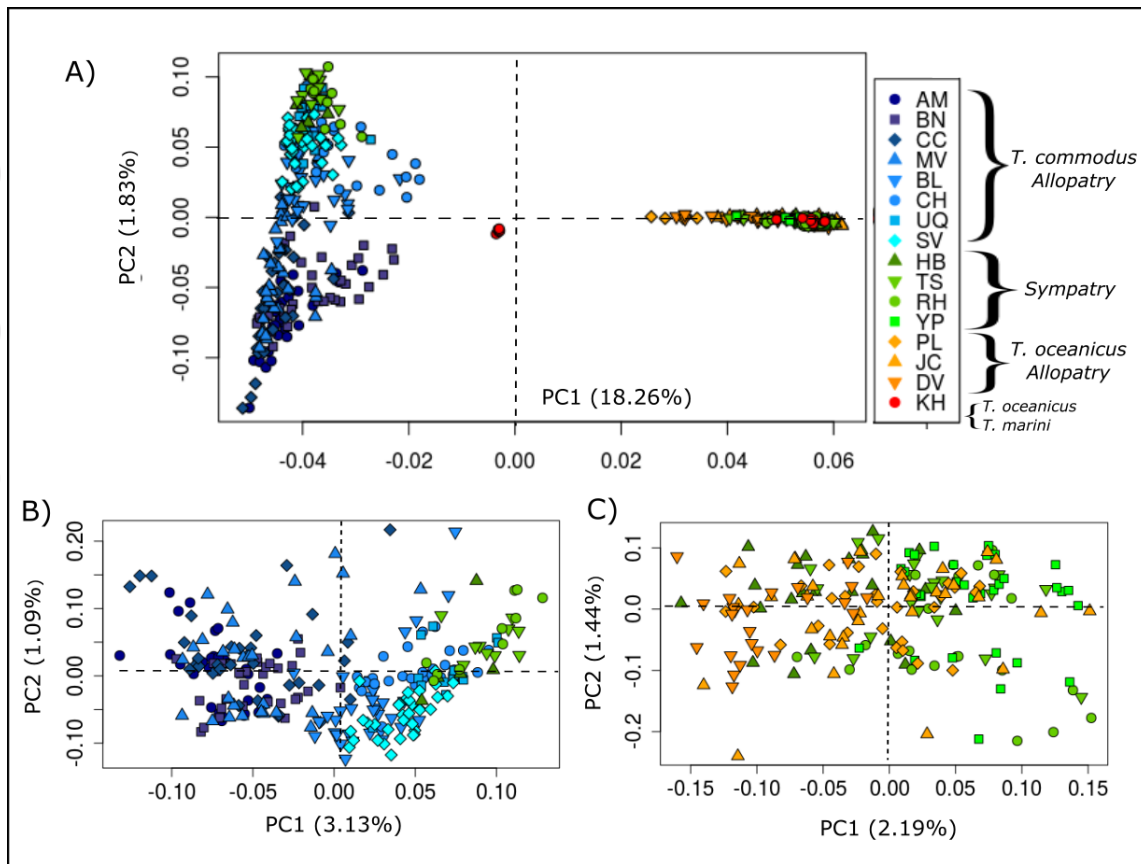 A)
0.10
0.05
0.00
-0.05
-0.10
PC2 (1.83%)
PC1 (18.26%)
-0.04
-0.02
0.00
0.02
0.04
0.06
AM
BN
CC
MV
BL
CH
UQ
SV
HB
TS
RH
YP
PL
JC
DV
KH
T. commodus
Allopatry
Sympatry
T. oceanicus
Allopatry
T. oceanicus
T. marini
B)
0.20
0.10
0.00
-0.10
PC2 (1.09%)
-0.10
-0.05
0.00
0.05
0.10
PC1 (3.13%)
C)
0.1
0.0
-0.1
-0.2
PC2 (1.44%)
-0.15
-0.10
-0.05
0.00
0.05
0.10
0.15
PC1 (2.19%)